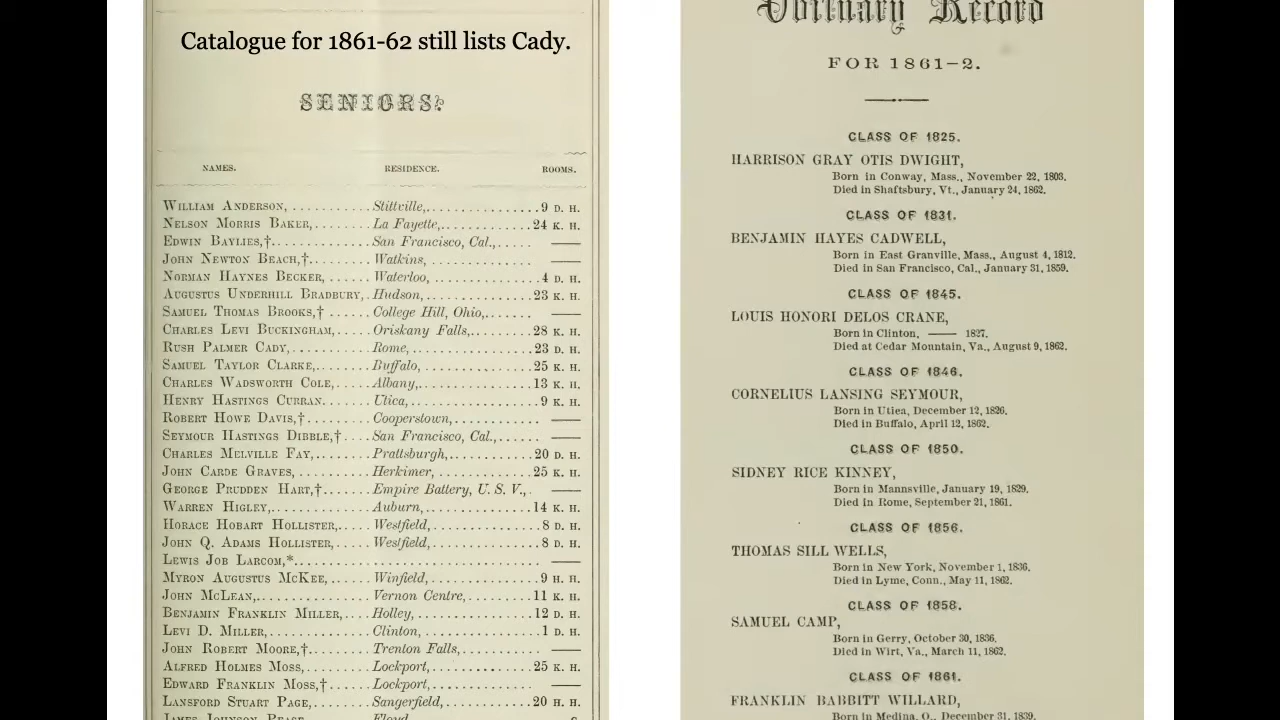 Catalogue for 1861-62 still lists Cady.
SENIORS.
NAMES. RESIDENCE. ROOMS.
WILLIAM ANDERSON, Stittville, 9 D. H.
NELSON MORRIS BAKER, La Fayette, 24 K. H.
EDWIN BAYLIES,† San Francisco, Cal., ——
JOHN NEWTON BEACH,† Watkins, ——
NORMAN HAYNES BECKER, Waterloo, 4 D. H.
AUGUSTUS UNDERHILL BRADBURY, Hudson, 23 K. H.
SAMUEL THOMAS BROOKS,† College Hill, Ohio, ——
CHARLES LEVI BUCKINGHAM, Oriskany Falls, 28 K. H.
RUSH PALMER CADY, Rome, 23 D. H.
SAMUEL TAYLOR CLARKE, Buffalo, 25 K. H.
CHARLES WADSWORTH COLE, Albany, 13 K. H.
HENRY HASTINGS CURRAN, Utica, 9 K. H.
ROBERT HOWE DAVIS,† Cooperstown, ——
SEYMOUR HASTINGS DIBBLE,† San Francisco, Cal., ——
CHARLES MELVILLE FAY, Prattsburgh, 20 D. H.
JOHN CARDE GRAVES, Herkimer, 25 K. H.
GEORGE PRUDDEN HART,† Empire Battery, U. S. V., ——
WARREN HIGLEY, Auburn, 14 K. H.
HORACE HOBART HOLLISTER, Westfield, 8 D. H.
JOHN Q. ADAMS HOLLISTER, Westfield, 8 D. H.
LEWIS JOB LARCOM,* ——
MYRON AUGUSTUS MCKEE, Winfield, 9 H. H.
JOHN MCLEAN, Vernon Centre, 11 K. H.
BENJAMIN FRANKLIN MILLER, Holley, 12 D. H.
LEVI D. MILLER, Clinton, 1 D. H.
JOHN ROBERT MOORE,† Trenton Falls, ——
ALFRED HOLMES MOSS, Lockport, 25 K. H.
EDWARD FRANKLIN MOSS,† Lockport, ——
LANSFORD STUART PAGE, Sangerfield, 20 H. H.
JAMES JOHNSON PEASE, Floyd
Obituary Record
FOR 1861–2.
CLASS OF 1825.
HARRISON GRAY OTIS DWIGHT,
Born in Conway, Mass., November 22, 1803.
Died in Shaftsbury, Vt., January 24, 1862.
CLASS OF 1831.
BENJAMIN HAYES CADWELL,
Born in East Granville, Mass., August 4, 1812.
Died in San Francisco, Cal., January 31, 1859.
CLASS OF 1845.
LOUIS HONORI DELOS CRANE,
Born in Clinton, —— 1827.
Died at Cedar Mountain, Va., August 9, 1862.
CLASS OF 1846.
CORNELIUS LANSING SEYMOUR,
Born in Utica, December 12, 1826.
Died in Buffalo, April 12, 1862.
CLASS OF 1850.
SIDNEY RICE KINNEY,
Born in Mannsville, January 19, 1829.
Died in Rome, September 21, 1861.
CLASS OF 1856.
THOMAS SILL WELLS,
Born in New York, November 1, 1836.
Died in Lyme, Conn., May 11, 1862.
CLASS OF 1858.
SAMUEL CAMP,
Born in Gerry, October 30, 1836.
Died in Wirt, Va., March 11, 1862.
CLASS OF 1861.
FRANKLIN BABBITT WILLARD,
Born in Medina, O., December 31, 1839.